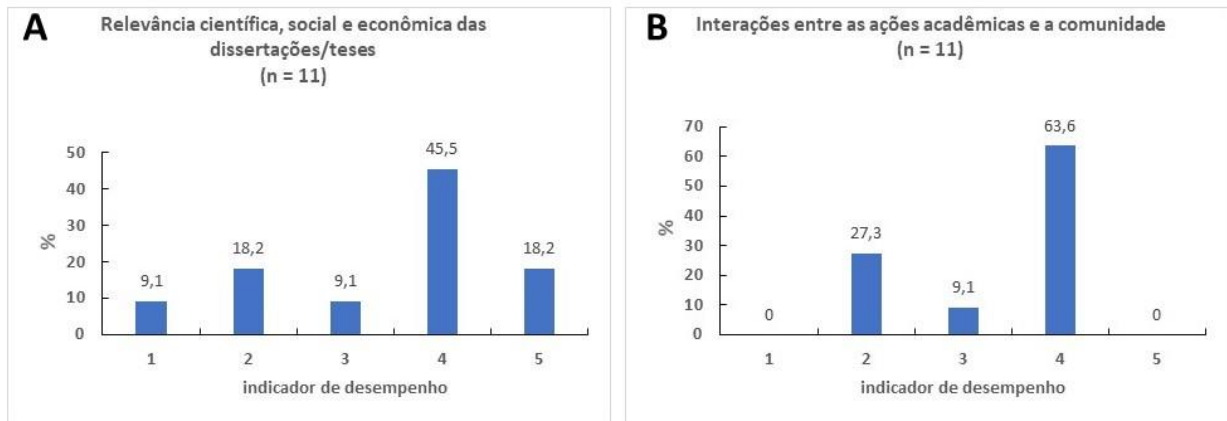 A
Relevância científica, social e econômica das
dissertações/teses
(n = 11)
50
40
30
20
10
0
%
9,1
18,2
9,1
45,5
18,2
1 2 3 4 5
indicador de desempenho
B
Interações entre as ações acadêmicas e a comunidade
(n = 11)
70
60
50
40
30
20
10
0
%
0
27,3
9,1
63,6
0
1 2 3 4 5
indicador de desempenho